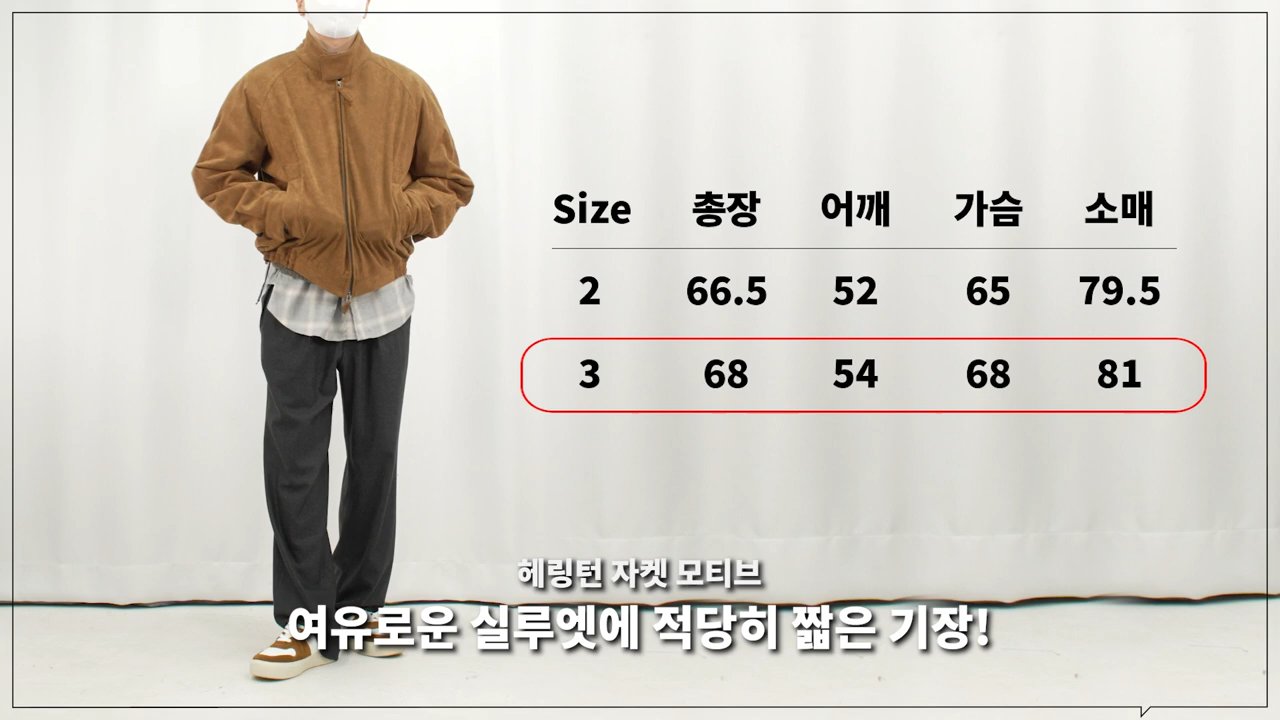 Size 총장 어깨 가슴 소매
2 66.5 52 65 79.5
3 68 54 68 81
헤링턴 자켓 모티브
여유로운 실루엣에 적당히 짧은 기장!